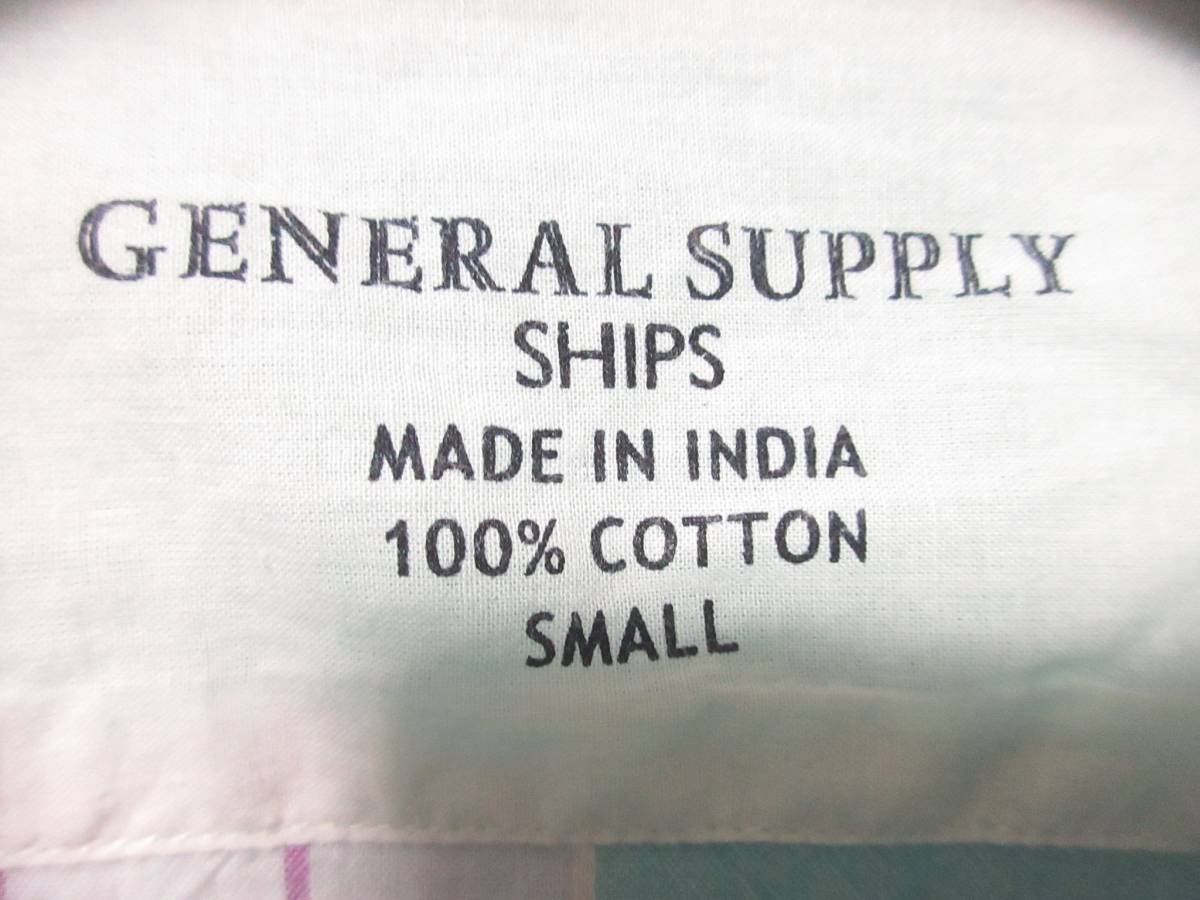 GENERAL SUPPLY
SHIPS
MADE IN INDIA
100% COTTON
SMALL